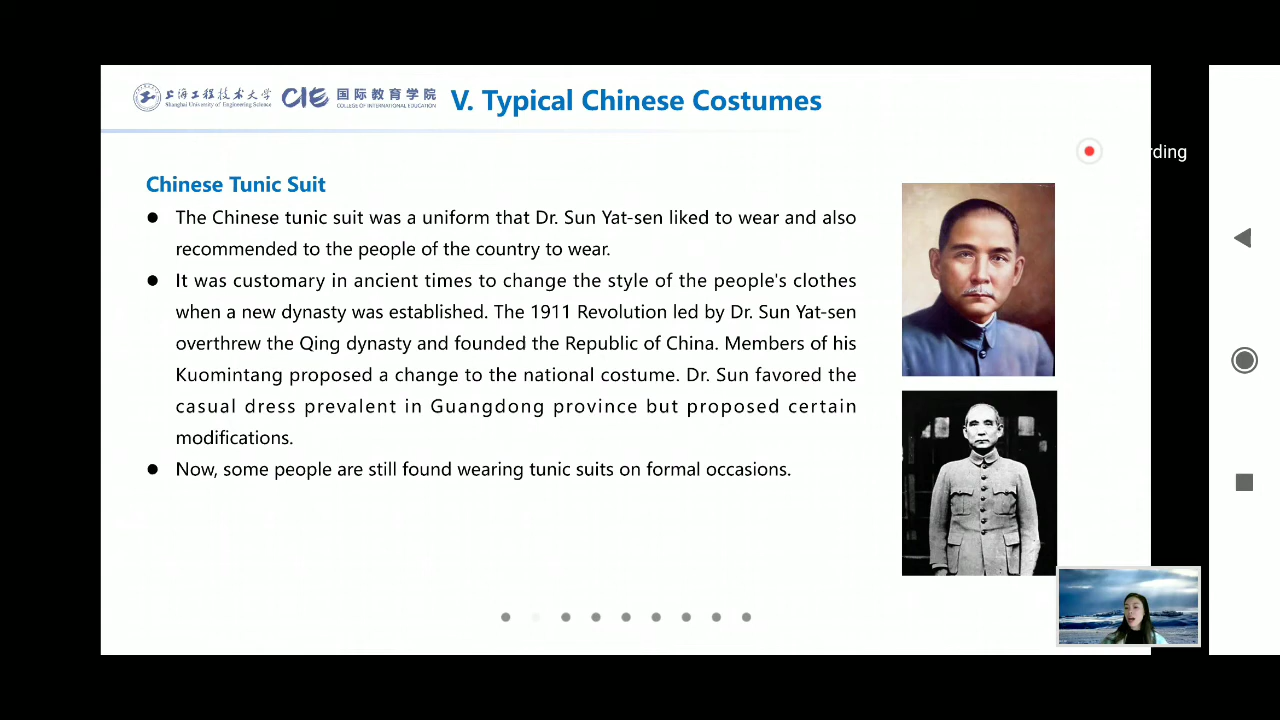 上海工程技术大学
Shanghai University of Engineering Science
CIE 国际教育学院
COLLEGE OF INTERNATIONAL EDUCATION
V. Typical Chinese Costumes
rding
Chinese Tunic Suit
● The Chinese tunic suit was a uniform that Dr. Sun Yat-sen liked to wear and also
recommended to the people of the country to wear.
● It was customary in ancient times to change the style of the people's clothes
when a new dynasty was established. The 1911 Revolution led by Dr. Sun Yat-sen
overthrew the Qing dynasty and founded the Republic of China. Members of his
Kuomintang proposed a change to the national costume. Dr. Sun favored the
casual dress prevalent in Guangdong province but proposed certain
modifications.
● Now, some people are still found wearing tunic suits on formal occasions.